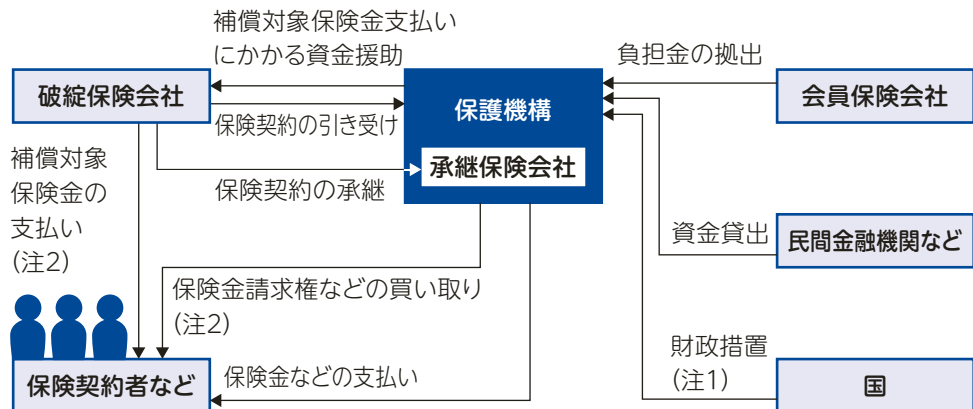 補償対象保険金支払い
にかかる資金援助
破綻保険会社
保険契約の引き受け
保険契約の承継
補償対象
保険金の
支払い
(注2)
保護機構
承継保険会社
負担金の拠出
会員保険会社
資金貸出
民間金融機関など
保険金請求権などの買い取り
(注2)
財政措置
(注1)
保険契約者など
保険金などの支払い
国